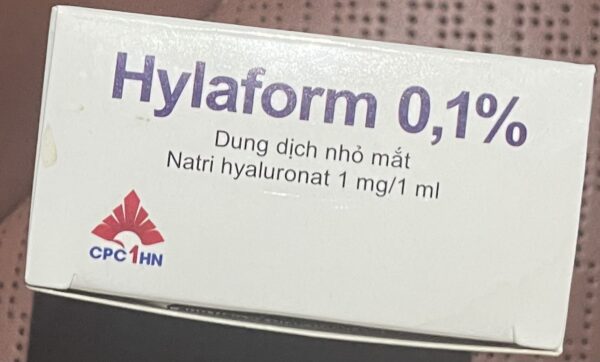 Hylaform 0,1%
Dung dịch nhỏ mắt
Natri hyaluronat 1 mg/1 ml
CPC1HN